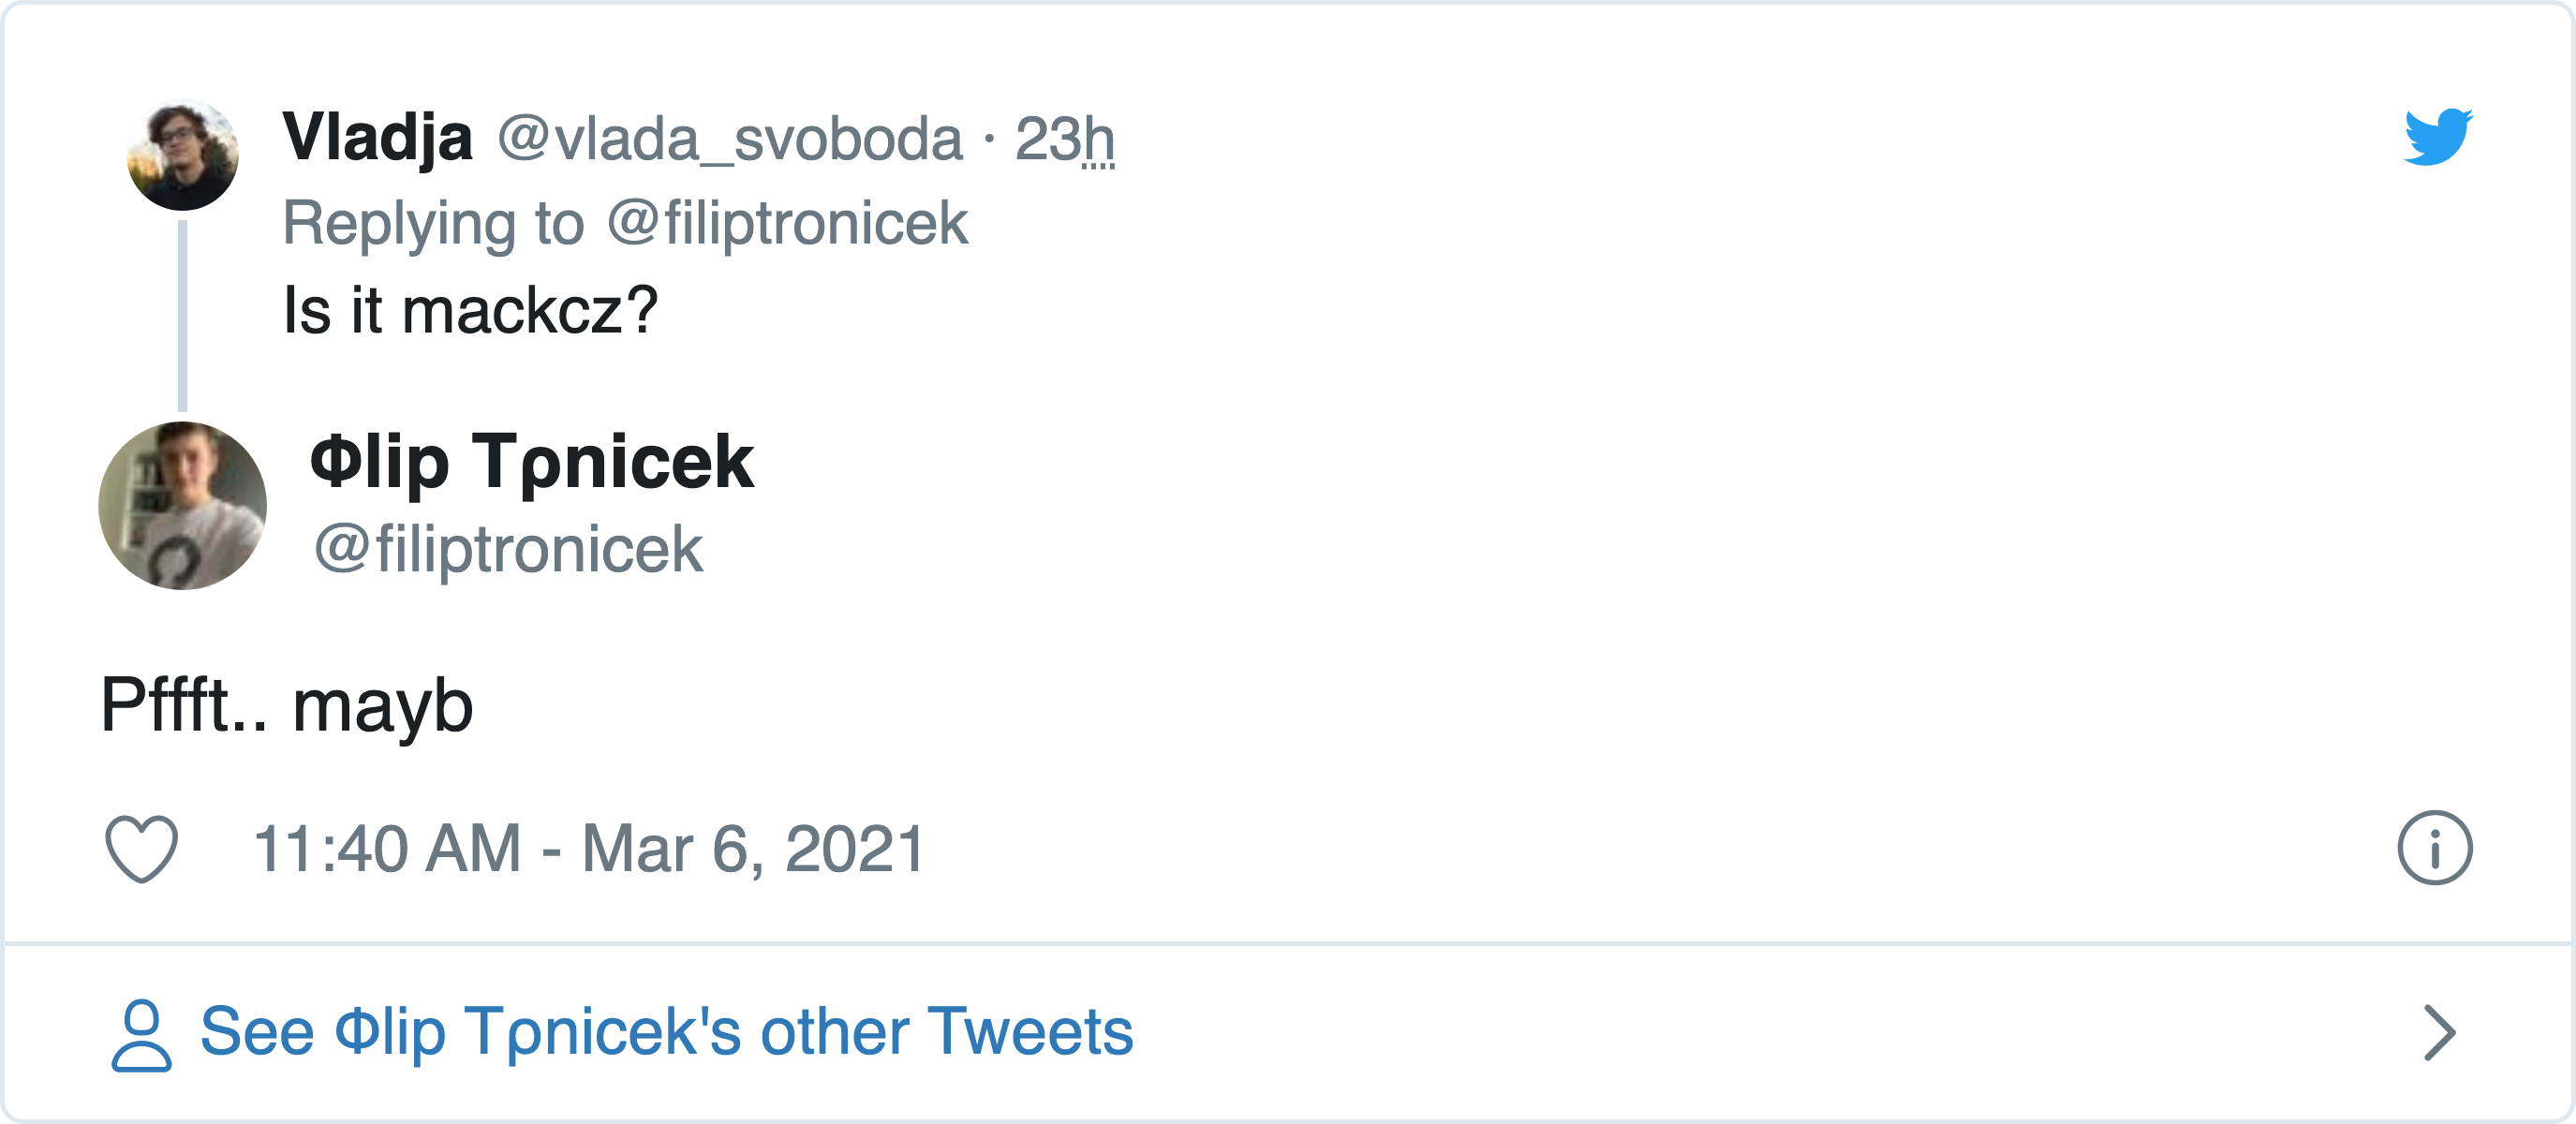 Vladja @vlada_svoboda · 23h
Replying to @filiptronicek
Is it mackcz?
Φlip Tρnicek
@filiptronicek
Pffft.. mayb
11:40 AM - Mar 6, 2021
See Φlip Tρnicek's other Tweets